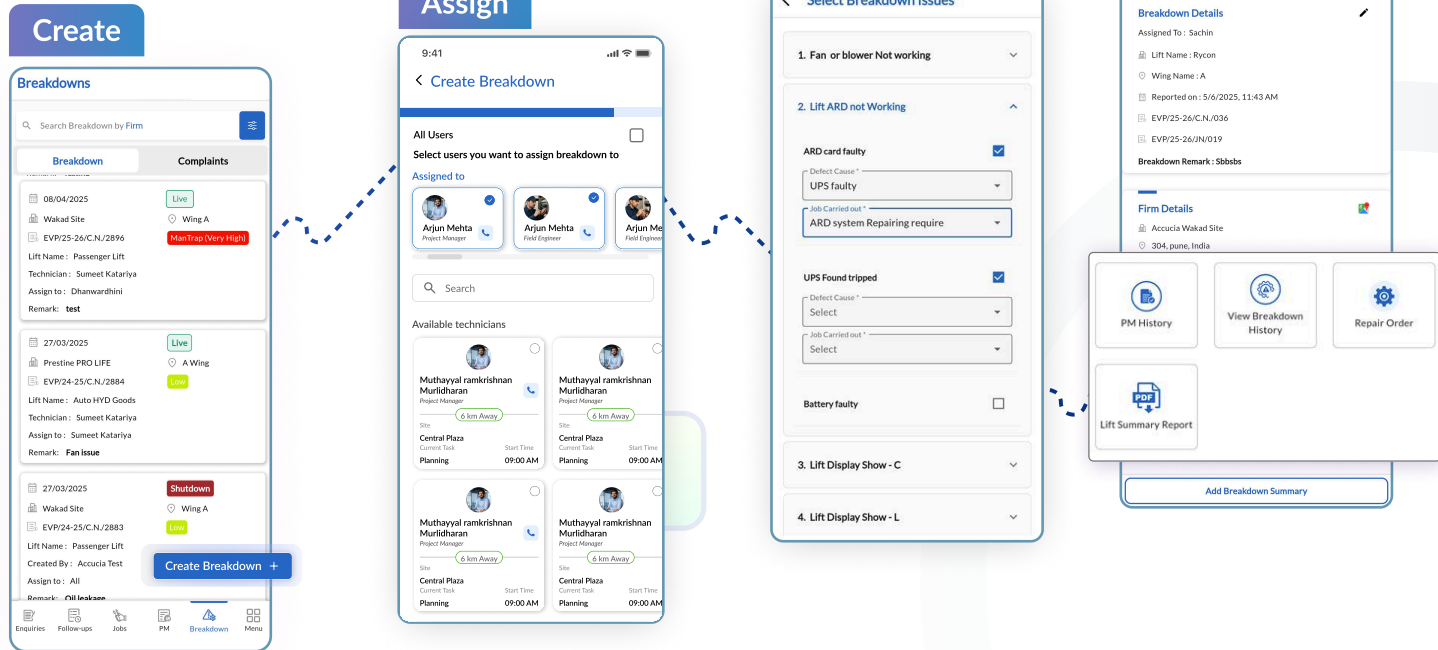 Create
Breakdowns
Search Breakdown by Firm
Breakdown
Complaints
08/04/2025
Live
Wakad Site
Wing A
EVP/25-26/C.N./2896
ManTrap (Very High)
Lift Name : Passenger Lift
Technician : Sumeet Katariya
Assign to : Dhanwardhini
Remark: test
27/03/2025
Live
Prestine PRO LIFE
A Wing
EVP/24-25/C.N./2884
Low
Lift Name : Auto HYD Goods
Technician : Sumeet Katariya
Assign to : Sumeet Katariya
Remark: Fan issue
27/03/2025
Shutdown
Wakad Site
Wing A
EVP/24-25/C.N./2883
Low
Lift Name : Passenger Lift
Created By : Accucia Test
Assign to : All
Remark: Oil leakage
Create Breakdown +
Enquiries
Follow-ups
Jobs
PM
Breakdown
Menu
Assign
9:41
Create Breakdown
All Users
Select users you want to assign breakdown to
Assigned to
Arjun Mehta
Project Manager
Arjun Mehta
Field Engineer
Arjun Me
Field Engineer
Search
Available technicians
Muthayyal ramkrishnan
Murlidharan
Project Manager
6 km Away
Site
Central Plaza
Current Task
Start Time
Planning
09:00 AM
Muthayyal ramkrishnan
Murlidharan
Project Manager
6 km Away
Site
Central Plaza
Current Task
Start Time
Planning
09:00 AM
Muthayyal ramkrishnan
Murlidharan
Project Manager
6 km Away
Site
Central Plaza
Current Task
Start Time
Planning
09:00 AM
Muthayyal ramkrishnan
Murlidharan
Project Manager
6 km Away
Site
Central Plaza
Current Task
Start Time
Planning
09:00 AM
Select Breakdown Issues
1. Fan or blower Not working
2. Lift ARD not Working
ARD card faulty
Defect Cause *
UPS faulty
Job Carried out *
ARD system Repairing require
UPS Found tripped
Defect Cause *
Select
Job Carried out *
Select
Battery faulty
3. Lift Display Show - C
4. Lift Display Show - L
Breakdown Details
Assigned To : Sachin
Lift Name : Rycon
Wing Name : A
Reported on : 5/6/2025, 11:43 AM
EVP/25-26/C.N./036
EVP/25-26/JN/019
Breakdown Remark : Sbbsbs
Firm Details
Accucia Wakad Site
304, pune, India
PM History
View Breakdown
History
Repair Order
PDF
Lift Summary Report
Add Breakdown Summary